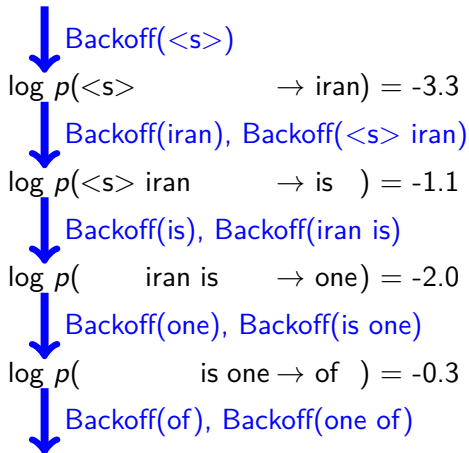 Backoff(<s>)
log p(<s> → iran) = -3.3
Backoff(iran), Backoff(<s> iran)
log p(<s> iran → is ) = -1.1
Backoff(is), Backoff(iran is)
log p( iran is → one) = -2.0
Backoff(one), Backoff(is one)
log p( is one → of ) = -0.3
Backoff(of), Backoff(one of)